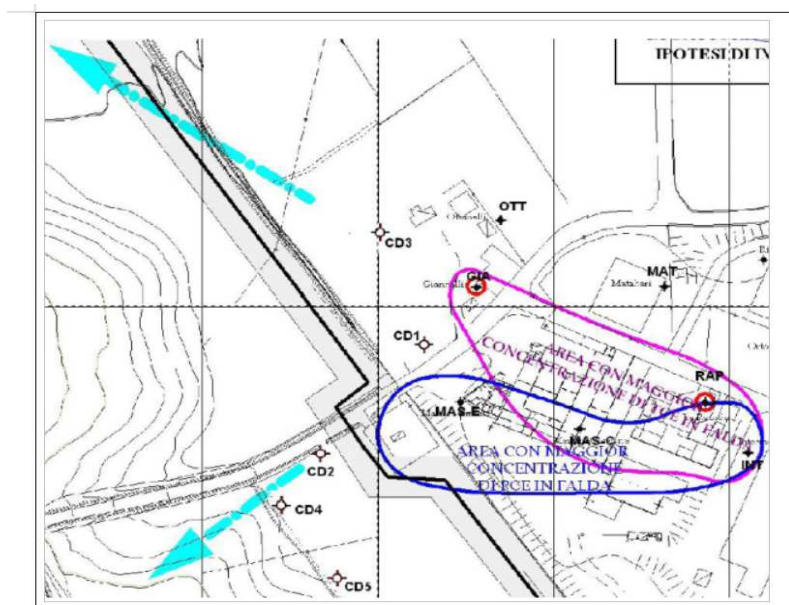 IPOTESI DI IV
OTT
CD3
GIA
Giannelli
MAT
CD1
AREA CON MAGGIOR
CONCENTRAZIONE DI TCE IN FALDA
RAP
MAS-E
MAS-C
INT
AREA CON MAGGIOR
CONCENTRAZIONE
DI PCE IN FALDA
CD2
CD4
CD5